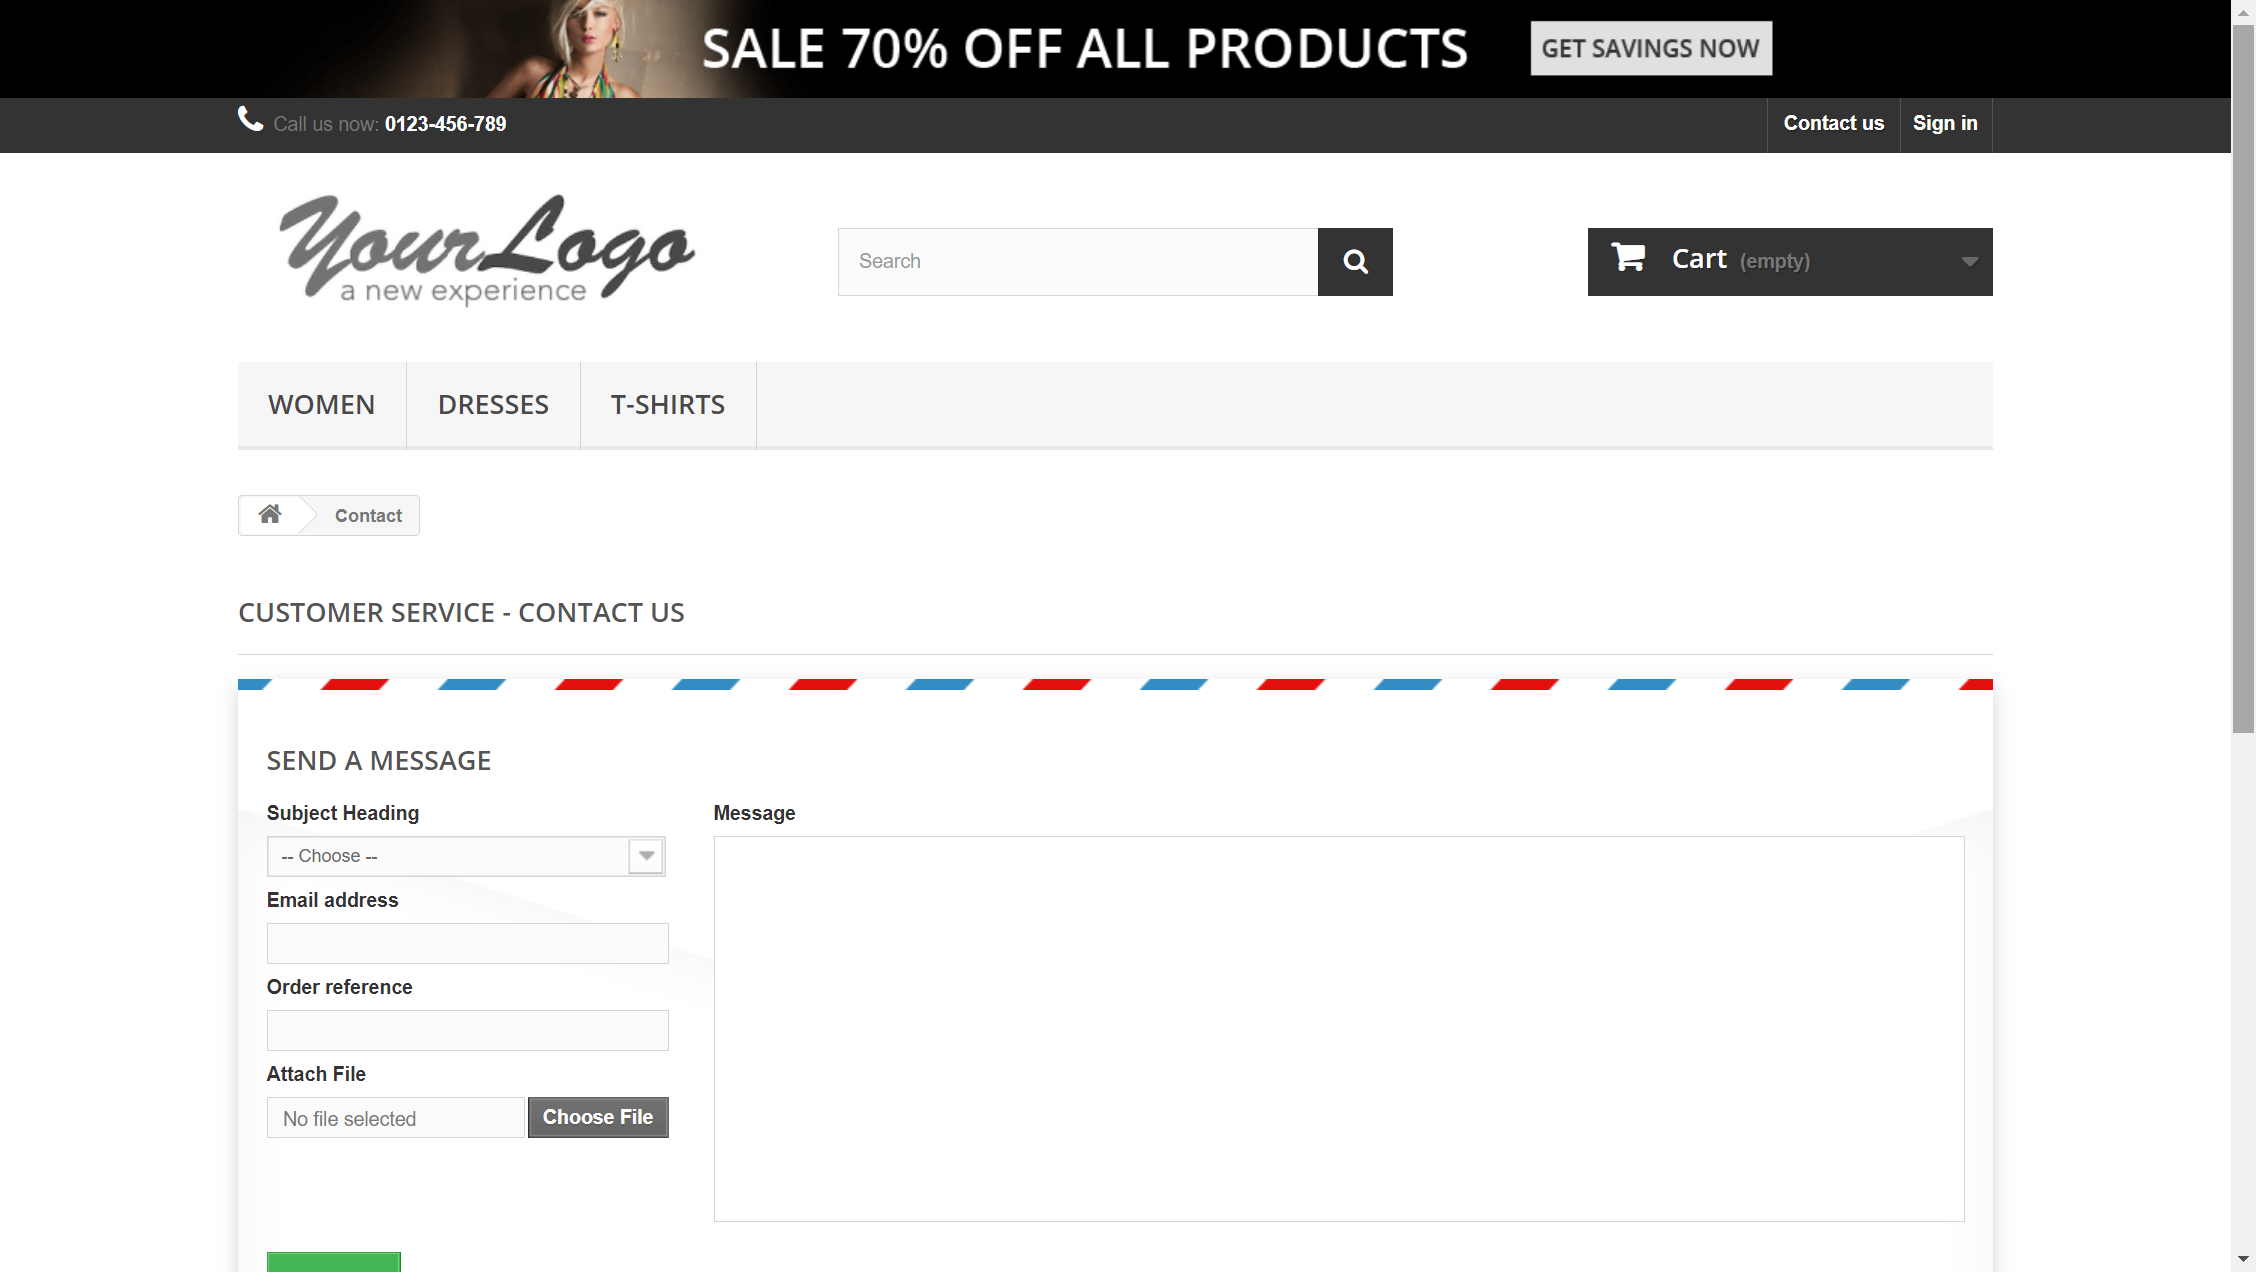 SALE 70% OFF ALL PRODUCTS GET SAVINGS NOW
Call us now: 0123-456-789 Contact us Sign in
Your Logo
a new experience
Search
Cart (empty)
WOMEN DRESSES T-SHIRTS
Contact
CUSTOMER SERVICE - CONTACT US
SEND A MESSAGE
Subject Heading
-- Choose --
Email address
Order reference
Attach File
No file selected Choose File
Message